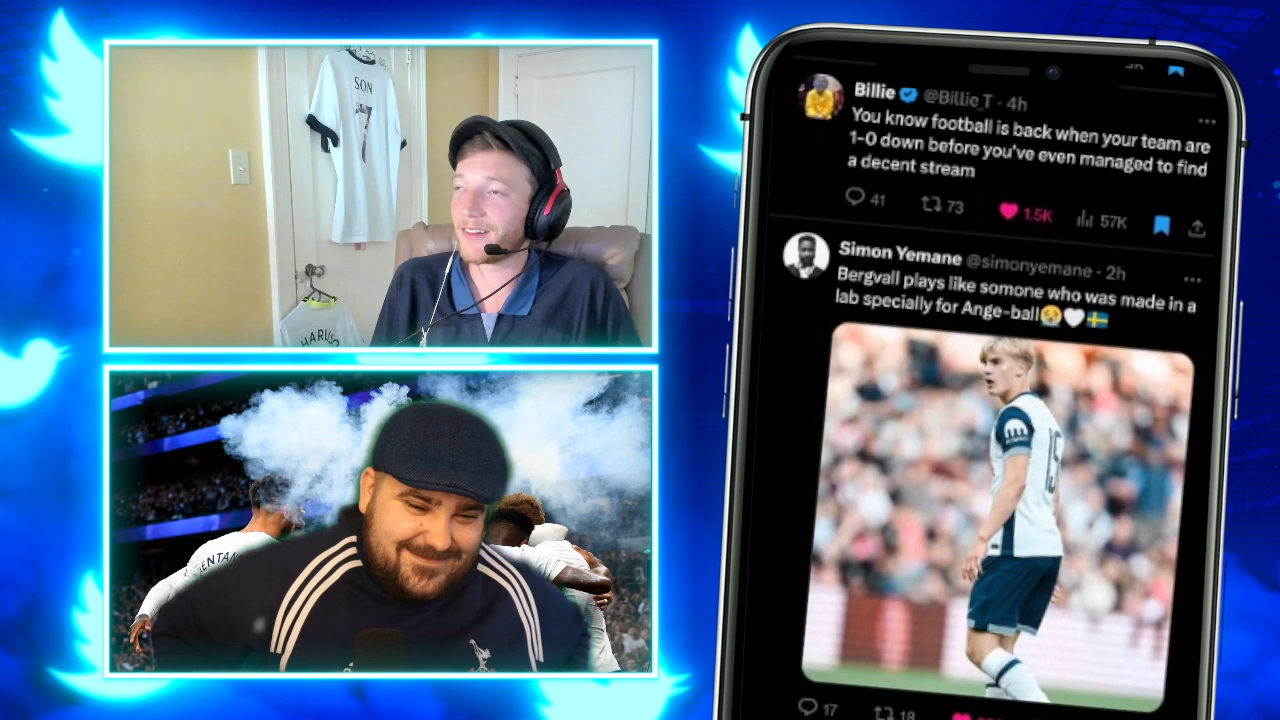 SON
7
Billie @Billie_T · 4h
You know football is back when your team are
1-0 down before you've even managed to find
a decent stream
41 73 1.5K 57K
Simon Yemane @simonyemane · 2h
Bergvall plays like somone who was made in a
lab specially for Ange-ball😭🤍🇸🇪
15
17 18